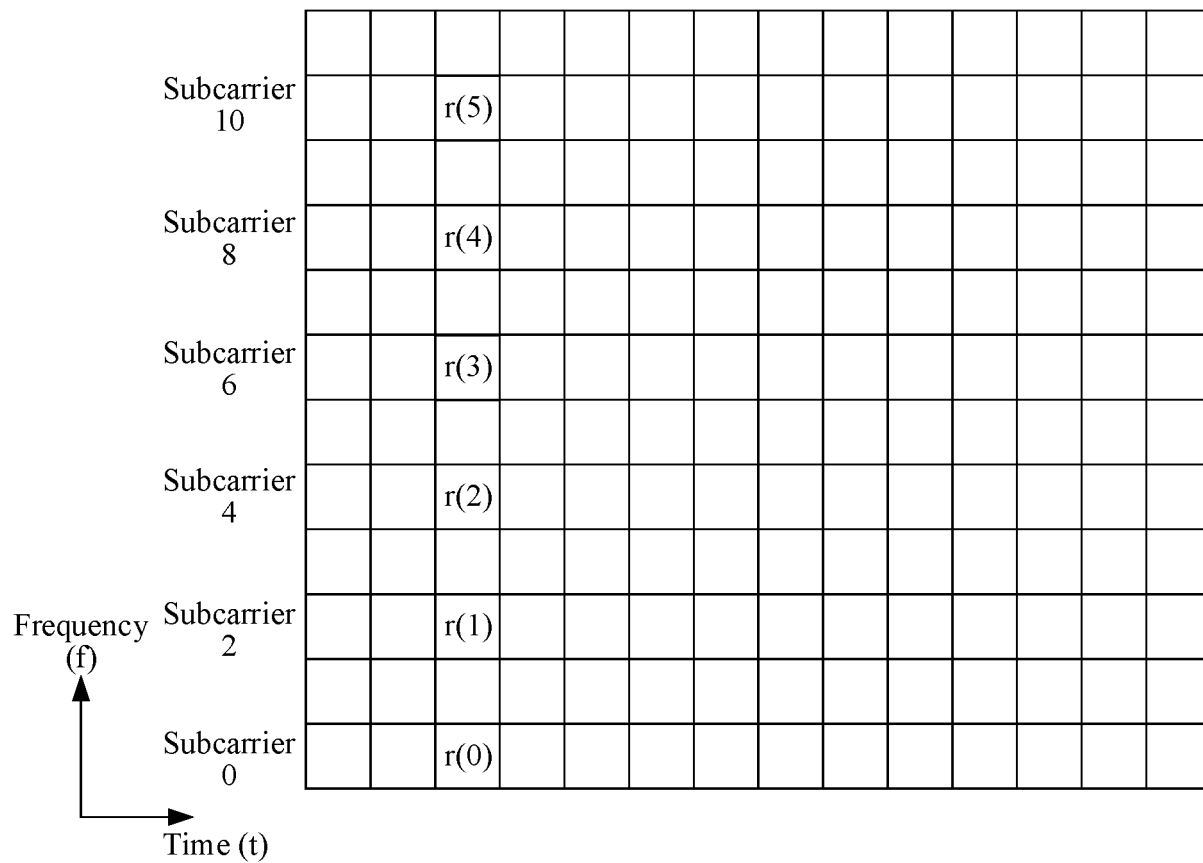 Subcarrier
10
r(5)
Subcarrier
8
r(4)
Subcarrier
6
r(3)
Subcarrier
4
r(2)
Subcarrier
2
r(1)
Frequency
(f)
Subcarrier
0
r(0)
Time (t)